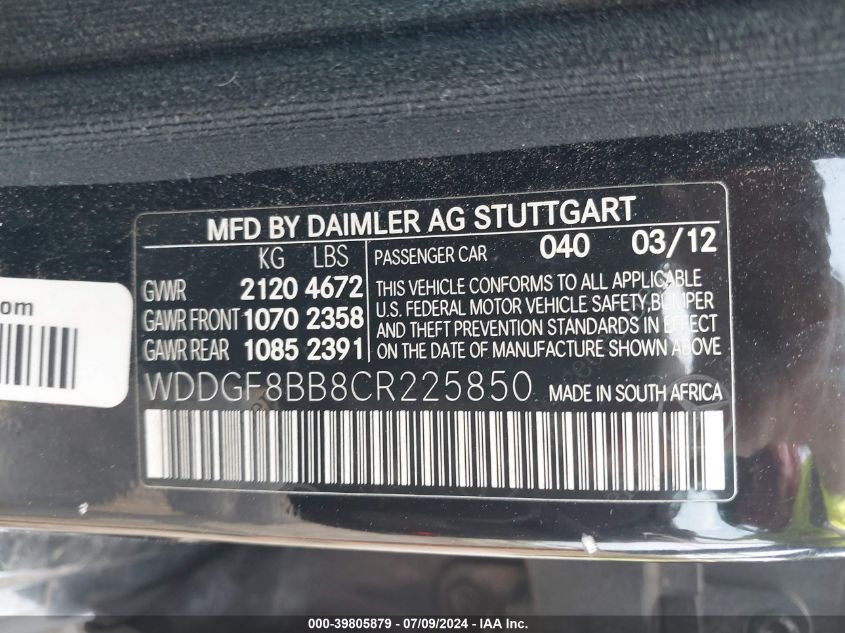 MFD BY DAIMLER AG STUTTGART
KG LBS
GVWR 2120 4672
GAWR FRONT 1070 2358
GAWR REAR 1085 2391
PASSENGER CAR 040 03/12
THIS VEHICLE CONFORMS TO ALL APPLICABLE
U.S. FEDERAL MOTOR VEHICLE SAFETY, BUMPER
AND THEFT PREVENTION STANDARDS IN EFFECT
ON THE DATE OF MANUFACTURE SHOWN ABOVE
WDDGF8BB8CR225850 MADE IN SOUTH AFRICA
om
000-39805879 / 07/09/2024 - IAA Inc.